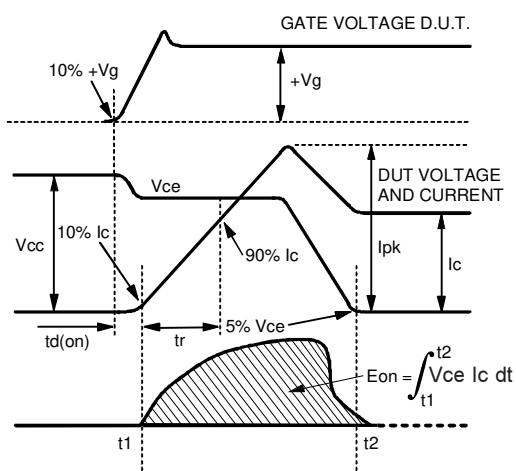 GATE VOLTAGE D.U.T.
10% +Vg
+Vg
DUT VOLTAGE
AND CURRENT
Vce
Vcc
10% Ic
90% Ic
Ipk
Ic
td(on)
tr
5% Vce
Eon = ∫ t2 t1 Vce Ic dt
t1
t2